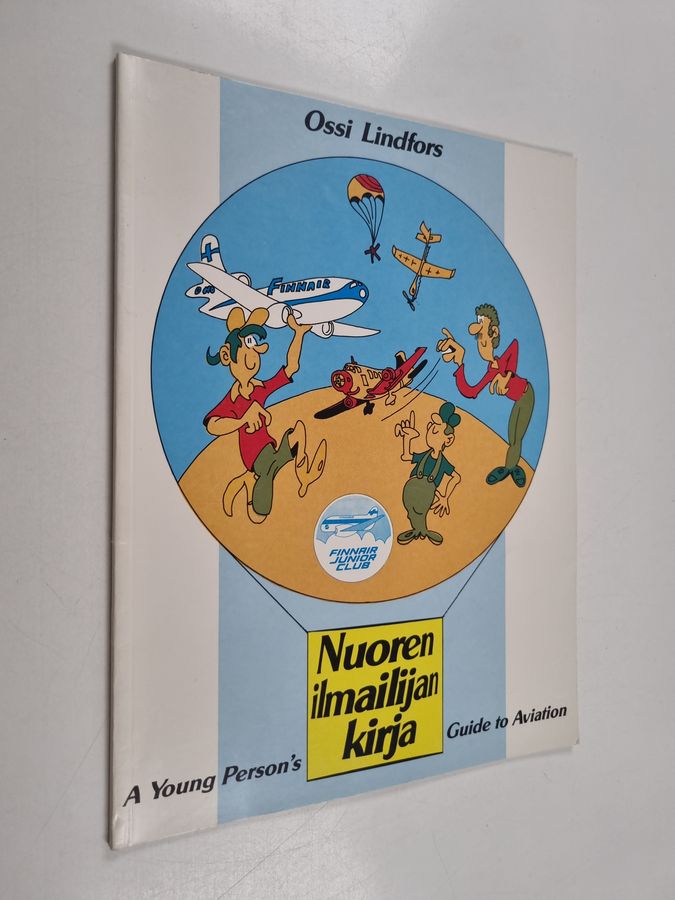 Ossi Lindfors
FINNAIR
FINNAIR
JUNIOR
CLUB
Nuoren
ilmailijan
kirja
A Young Person's Guide to Aviation